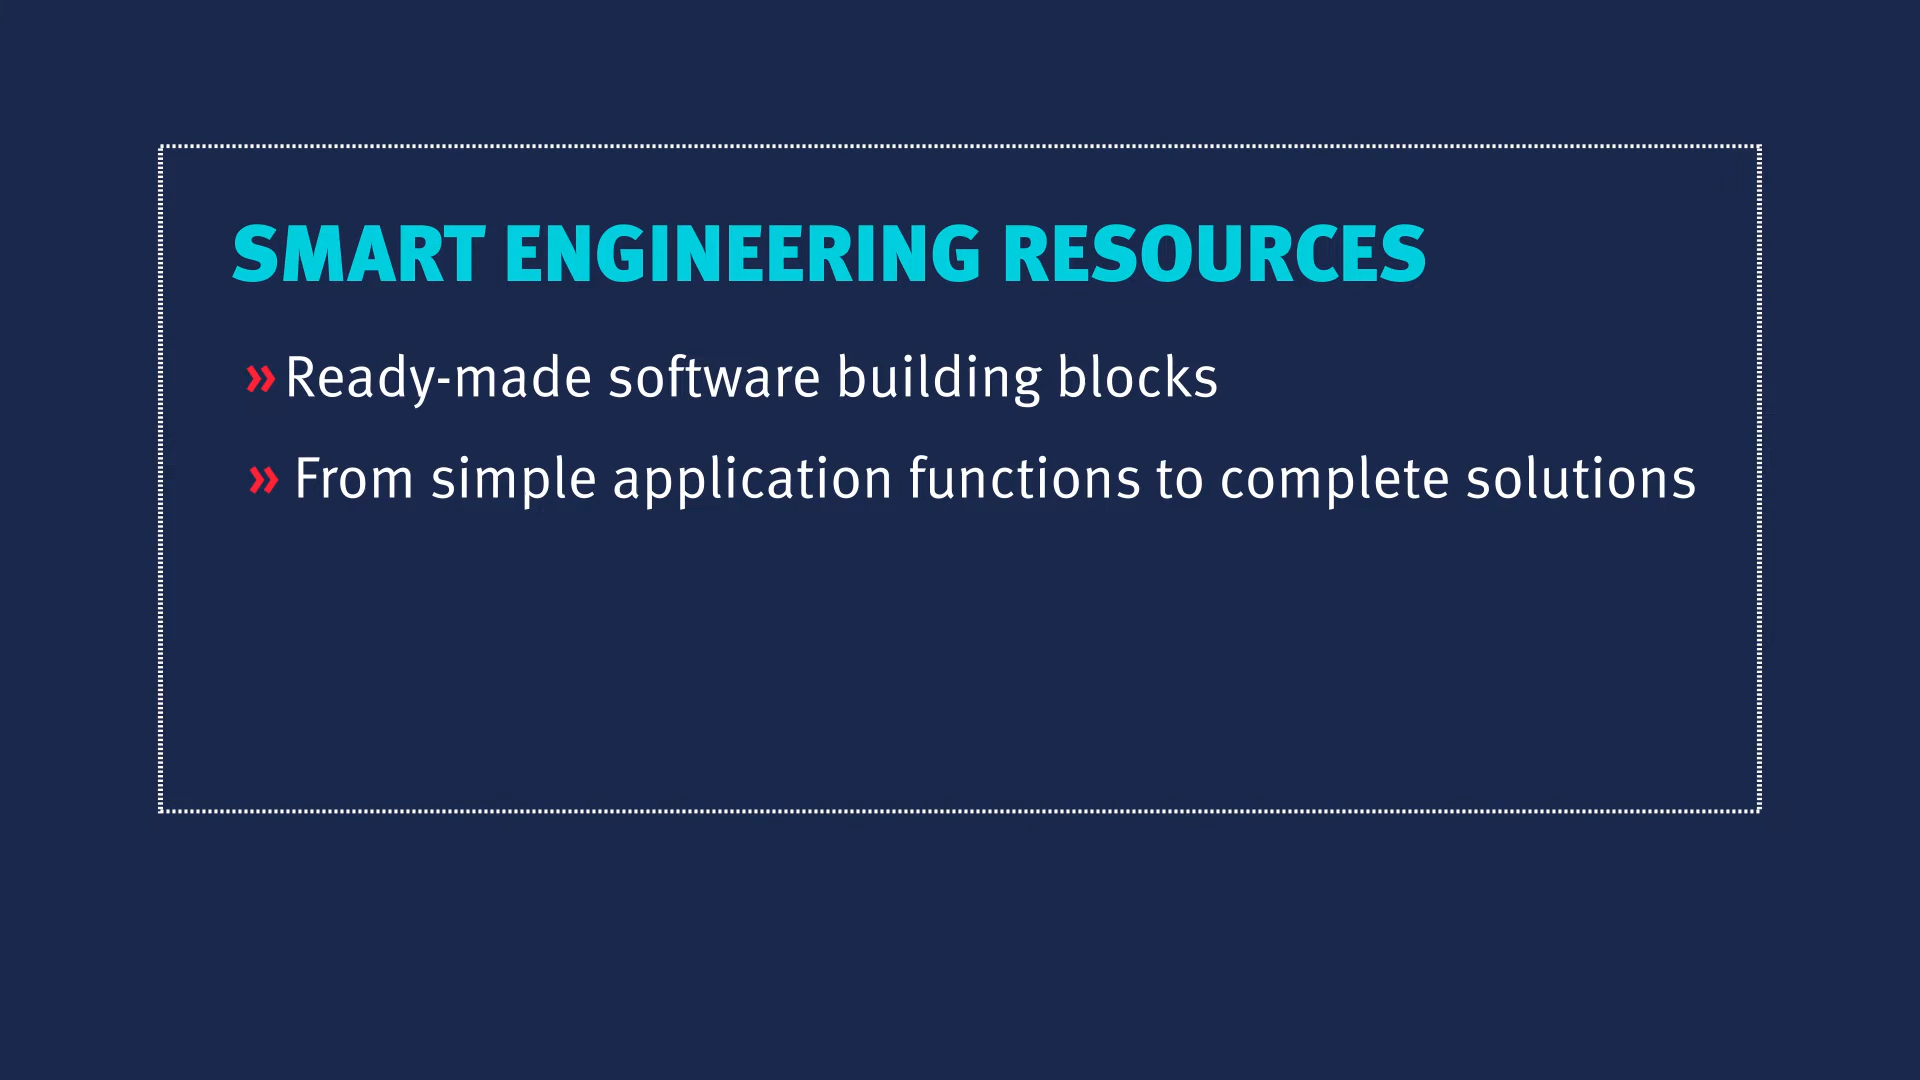 SMART ENGINEERING RESOURCES
» Ready-made software building blocks
» From simple application functions to complete solutions